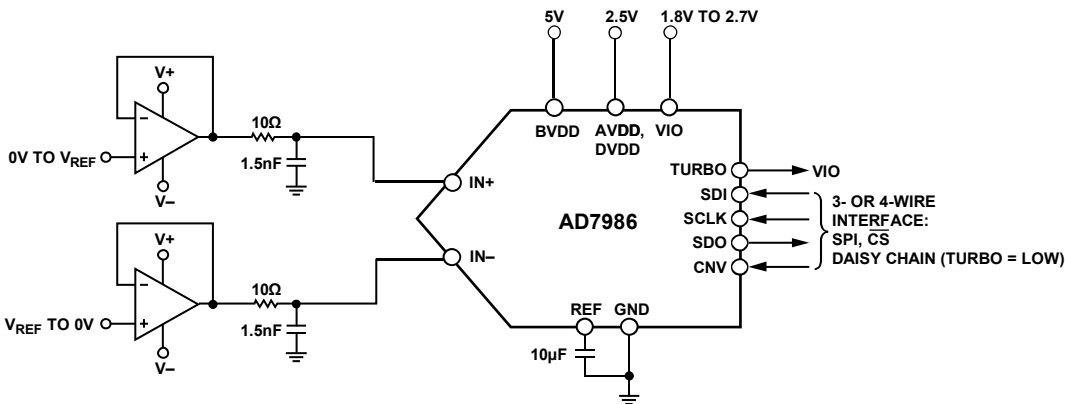 5V
2.5V
1.8V TO 2.7V
V+
−
+
0V TO VREF
V–
10Ω
1.5nF
BVDD
AVDD,
DVDD
VIO
IN+
IN–
AD7986
TURBO
VIO
SDI
SCLK
SDO
CNV
3- OR 4-WIRE
INTERFACE:
SPI, C̅S̅
DAISY CHAIN (TURBO = LOW)
V+
−
+
VREF TO 0V
V–
10Ω
1.5nF
REF
GND
10µF